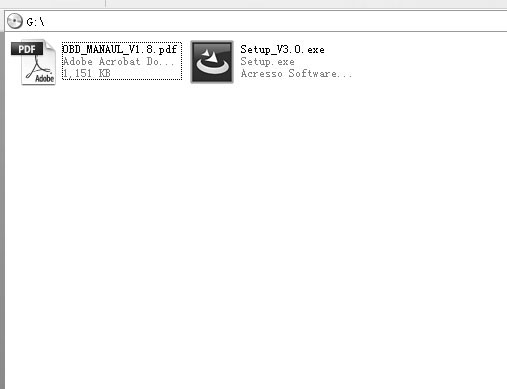 G:\
PDF
Adobe
OBD_MANAUL_V1.8.pdf
Adobe Acrobat Do...
1,151 KB
Setup_V3.0.exe
Setup.exe
Acresso Software...